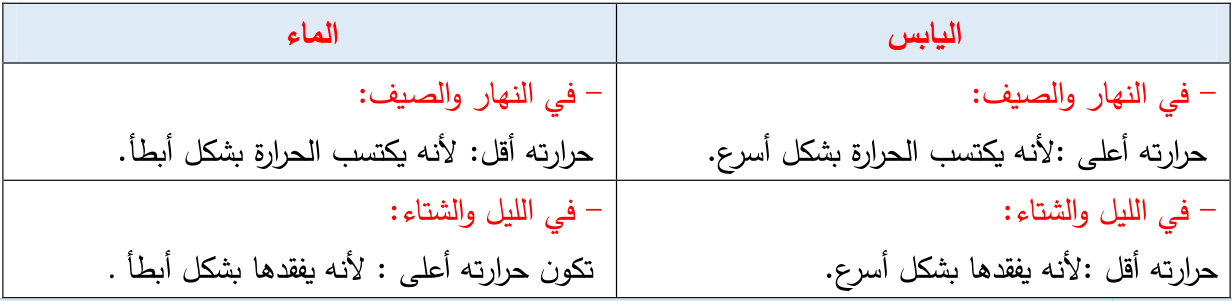 اليابس
الماء
– في النهار والصيف:
حرارته أعلى :لأنه يكتسب الحرارة بشكل أسرع.
– في النهار والصيف:
حرارته أقل: لأنه يكتسب الحرارة بشكل أبطأ.
– في الليل والشتاء:
حرارته أقل :لأنه يفقدها بشكل أسرع.
– في الليل والشتاء:
تكون حرارته أعلى : لأنه يفقدها بشكل أبطأ .